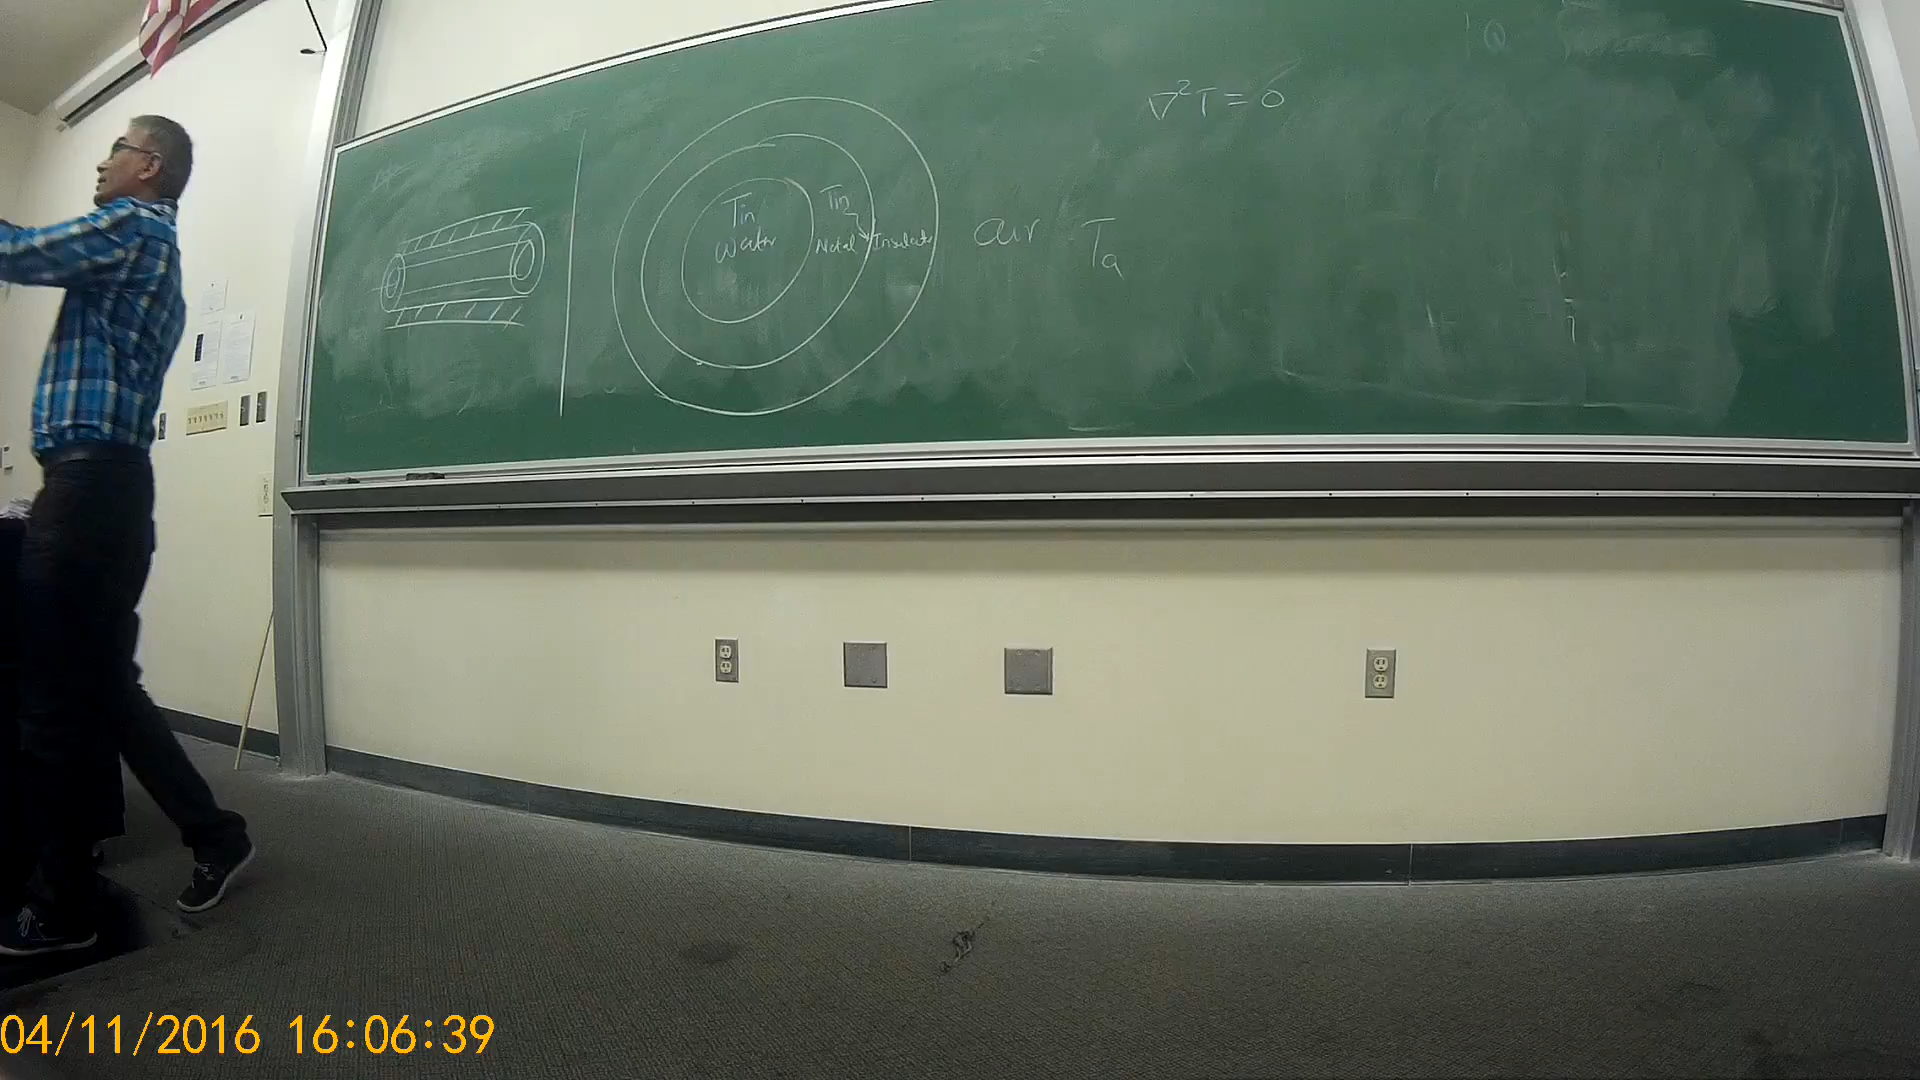 ∇²T = 0
Tin
Water
Tin
Metal
Insulator
air Ta
04/11/2016 16:06:39